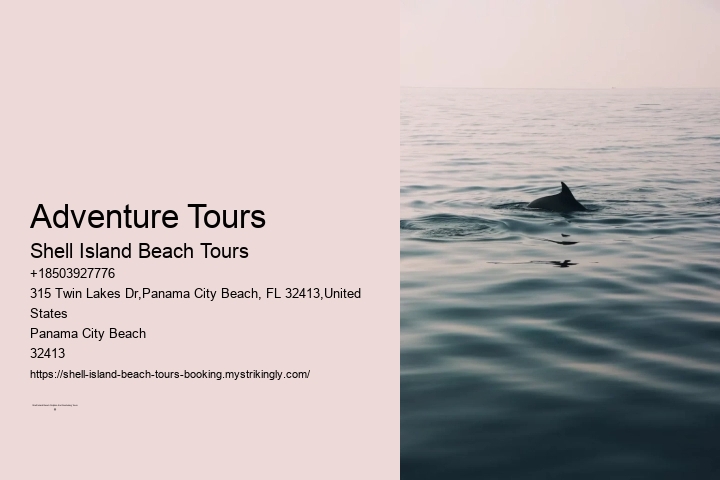 Adventure Tours
Shell Island Beach Tours
+18503927776
315 Twin Lakes Dr,Panama City Beach, FL 32413,United
States
Panama City Beach
32413
https://shell-island-beach-tours-booking.mystrikingly.com/